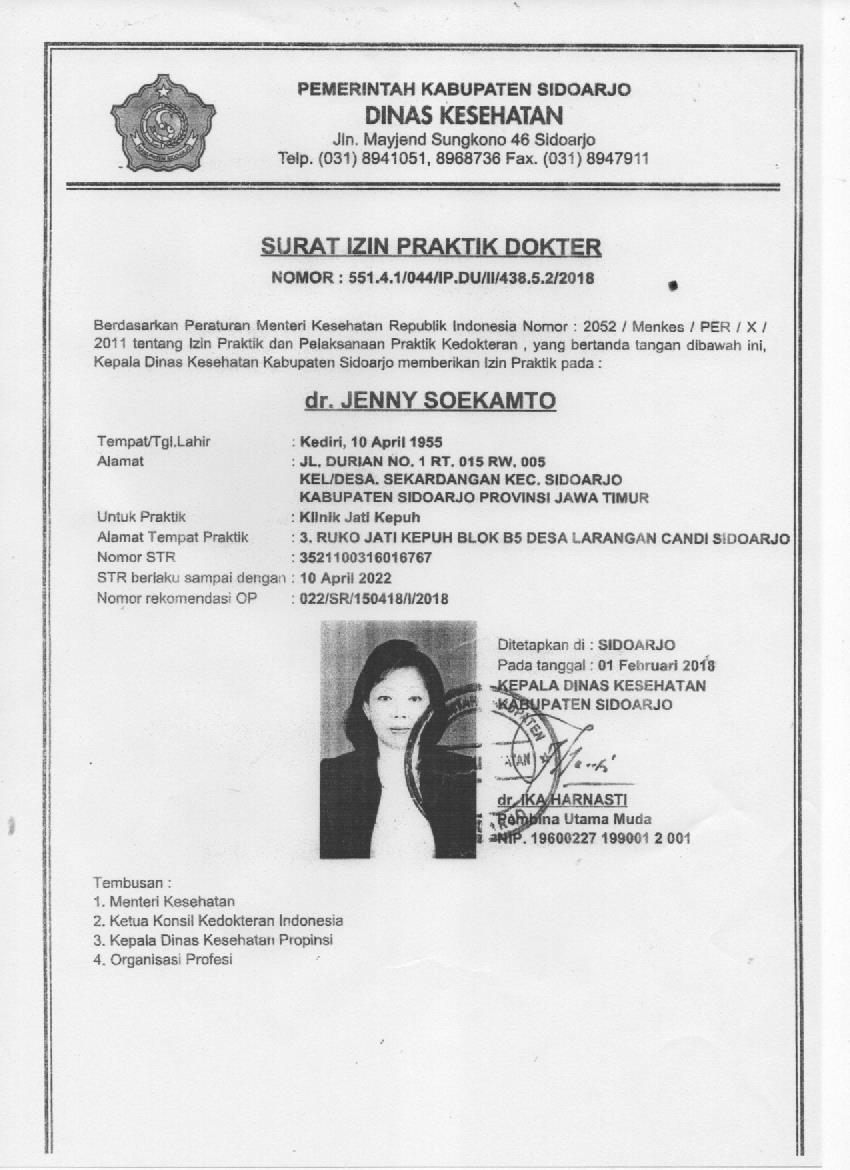 PEMERINTAH KABUPATEN SIDOARJO
DINAS KESEHATAN
Jln. Mayjend Sungkono 46 Sidoarjo
Telp. (031) 8941051, 8968736 Fax. (031) 8947911
SURAT IZIN PRAKTIK DOKTER
NOMOR : 551.4.1/044/IP.DU/II/438.5.2/2018
Berdasarkan Peraturan Menteri Kesehatan Republik Indonesia Nomor : 2052 / Menkes / PER / X /
2011 tentang Izin Praktik dan Pelaksanaan Praktik Kedokteran , yang bertanda tangan dibawah ini,
Kepala Dinas Kesehatan Kabupaten Sidoarjo memberikan Izin Praktik pada :
dr. JENNY SOEKAMTO
Tempat/Tgl.Lahir : Kediri, 10 April 1955
Alamat : JL. DURIAN NO. 1 RT. 015 RW. 005
KEL/DESA. SEKARDANGAN KEC. SIDOARJO
KABUPATEN SIDOARJO PROVINSI JAWA TIMUR
Untuk Praktik : Klinik Jati Kepuh
Alamat Tempat Praktik : 3. RUKO JATI KEPUH BLOK B5 DESA LARANGAN CANDI SIDOARJO
Nomor STR : 3521100316016767
STR berlaku sampai dengan : 10 April 2022
Nomor rekomendasi OP : 022/SR/150418/I/2018
Ditetapkan di : SIDOARJO
Pada tanggal : 01 Februari 2018
KEPALA DINAS KESEHATAN
KABUPATEN SIDOARJO
dr. IKA HARNASTI
Pembina Utama Muda
NIP. 19600227 199001 2 001
Tembusan :
1. Menteri Kesehatan
2. Ketua Konsil Kedokteran Indonesia
3. Kepala Dinas Kesehatan Propinsi
4. Organisasi Profesi